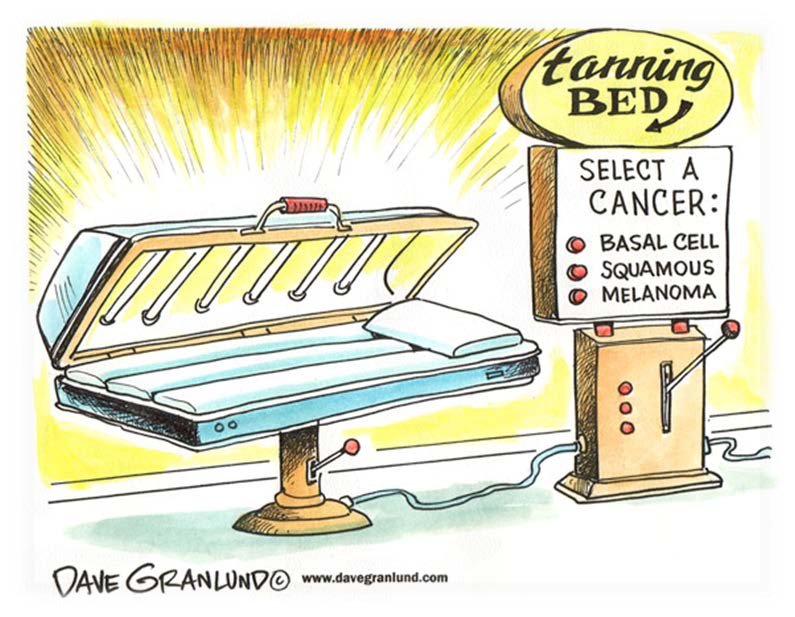 tanning
BED
SELECT A
CANCER:
BASAL CELL
SQUAMOUS
MELANOMA
DAVE GRANLUND © www.davegranlund.com